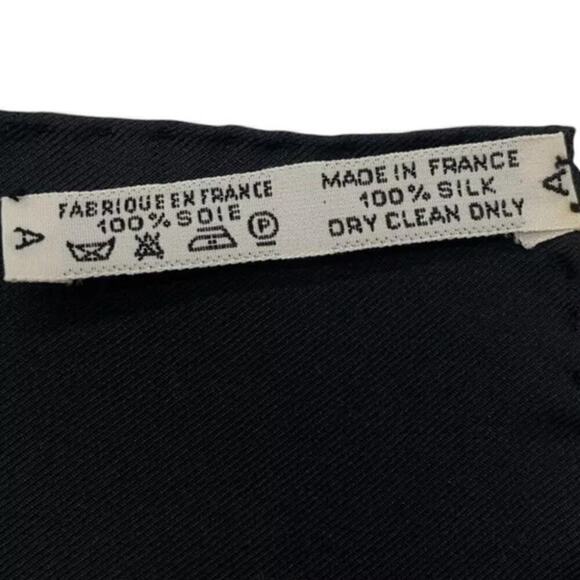 A
FABRIQUE EN FRANCE
100% SOIE
P
MADE IN FRANCE
100% SILK
DRY CLEAN ONLY
A